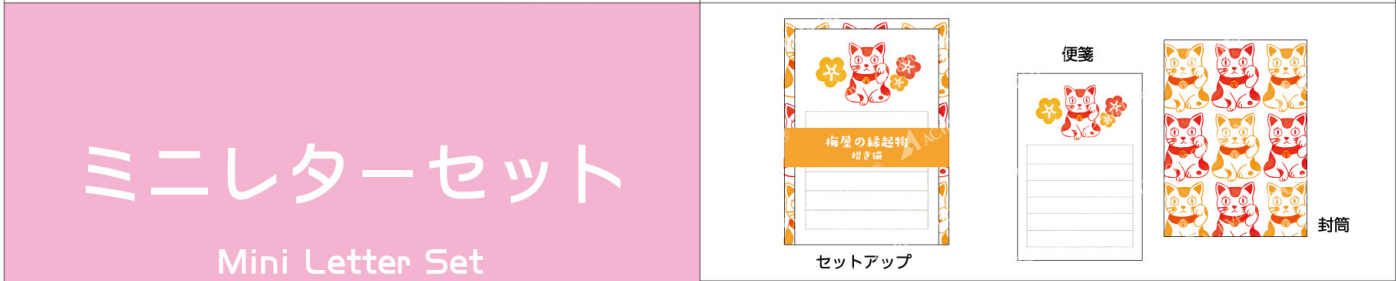 ミニレターセット
Mini Letter Set
梅屋の縁起物
招き猫
セットアップ
便箋
封筒